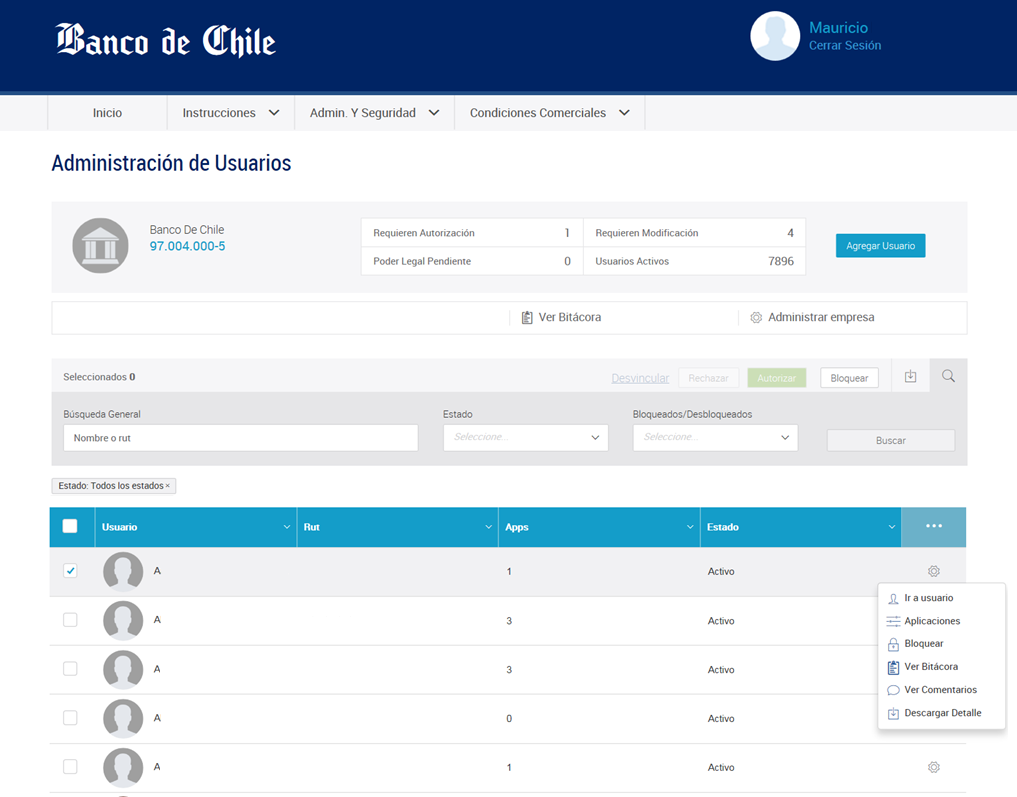 Banco de Chile
Mauricio
Cerrar Sesión
Inicio
Instrucciones
Admin. Y Seguridad
Condiciones Comerciales
Administración de Usuarios
Banco De Chile
97.004.000-5
Requieren Autorización 1
Requieren Modificación 4
Poder Legal Pendiente 0
Usuarios Activos 7896
Agregar Usuario
Ver Bitácora
Administrar empresa
Seleccionados 0
Desvincular
Rechazar
Autorizar
Bloquear
Búsqueda General
Estado
Bloqueados/Desbloqueados
Nombre o rut
Seleccione...
Seleccione...
Buscar
Estado: Todos los estados ×
Usuario
Rut
Apps
Estado
A 1 Activo
A 3 Activo
A 3 Activo
A 0 Activo
A 1 Activo
Ir a usuario
Aplicaciones
Bloquear
Ver Bitácora
Ver Comentarios
Descargar Detalle